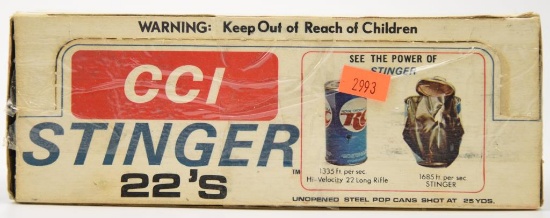 WARNING: Keep Out of Reach of Children
CCI
STINGER
22's
TM
SEE THE POWER OF
STINGER
2993
RC
1335 ft. per sec.
Hi-Velocity 22 Long Rifle
1685 ft. per sec
STINGER
UNOPENED STEEL POP CANS SHOT AT 25 YDS.